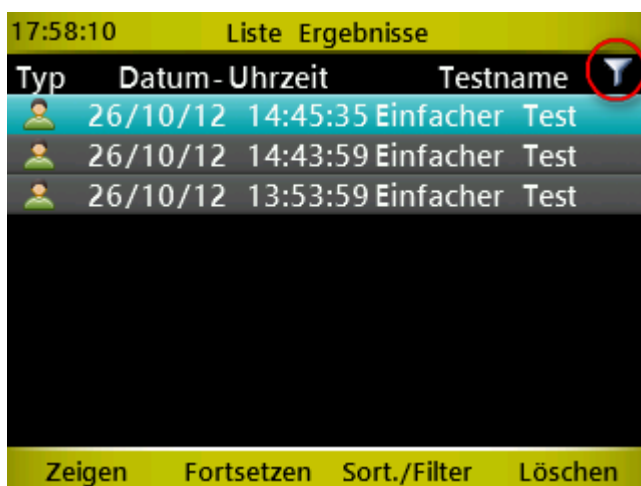 17:58:10 Liste Ergebnisse
Typ Datum-Uhrzeit Testname
26/10/12 14:45:35 Einfacher Test
26/10/12 14:43:59 Einfacher Test
26/10/12 13:53:59 Einfacher Test
Zeigen Fortsetzen Sort./Filter Löschen